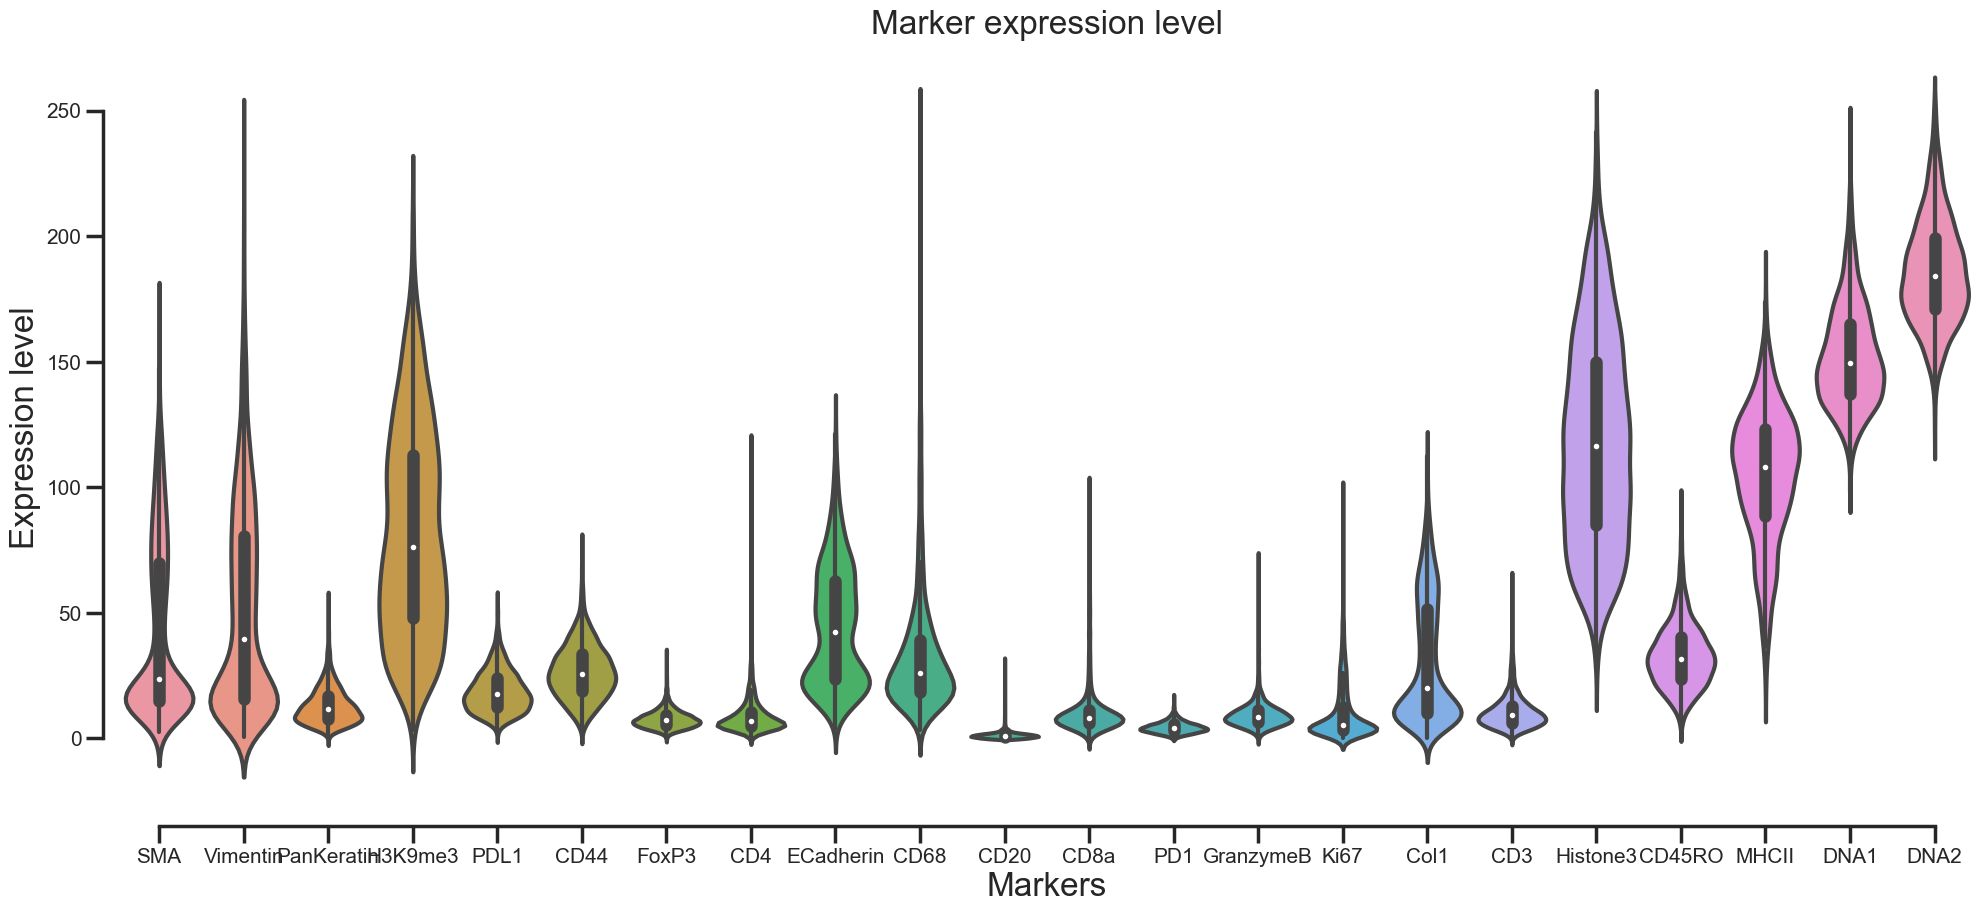 Marker expression level
Expression level
250
200
150
100
50
0
SMA Vimentin PanKeratin H3K9me3 PDL1 CD44 FoxP3 CD4 ECadherin CD68 CD20 CD8a PD1 GranzymeB Ki67 Col1 CD3 Histone3 CD45RO MHCII DNA1 DNA2
Markers